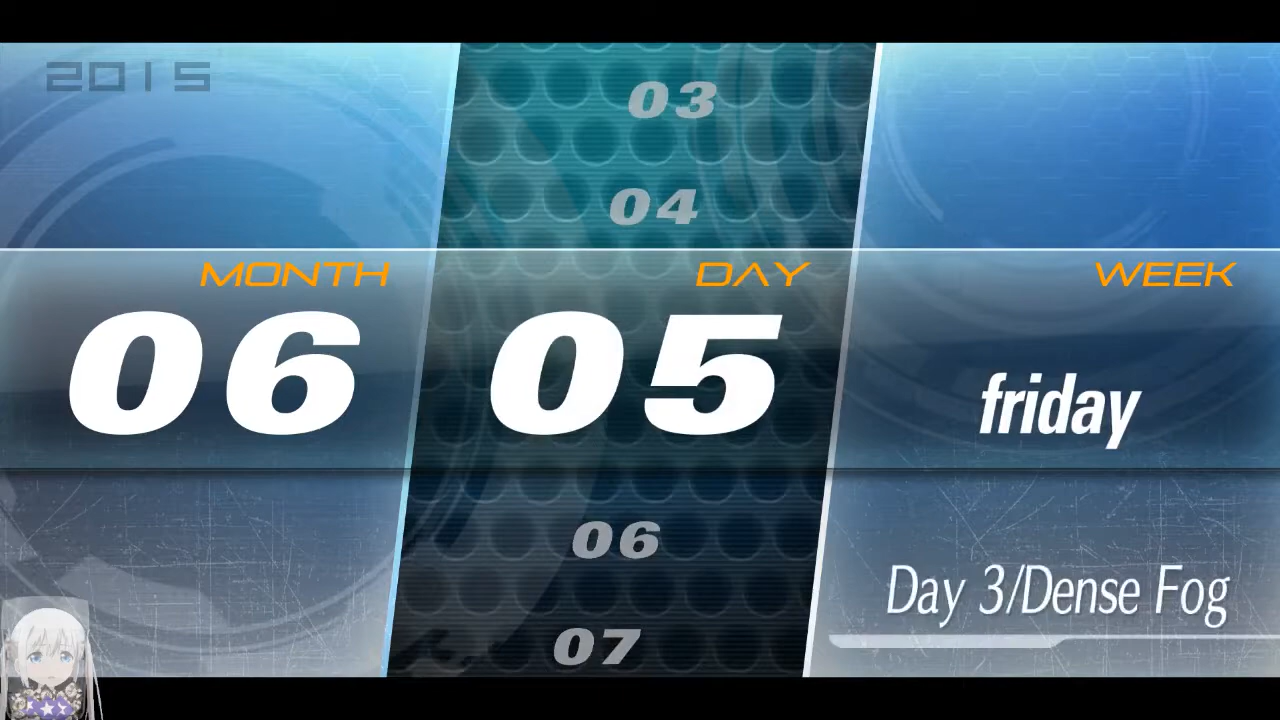 2015
03
04
MONTH
DAY
WEEK
06
05
friday
06
Day 3/Dense Fog
07